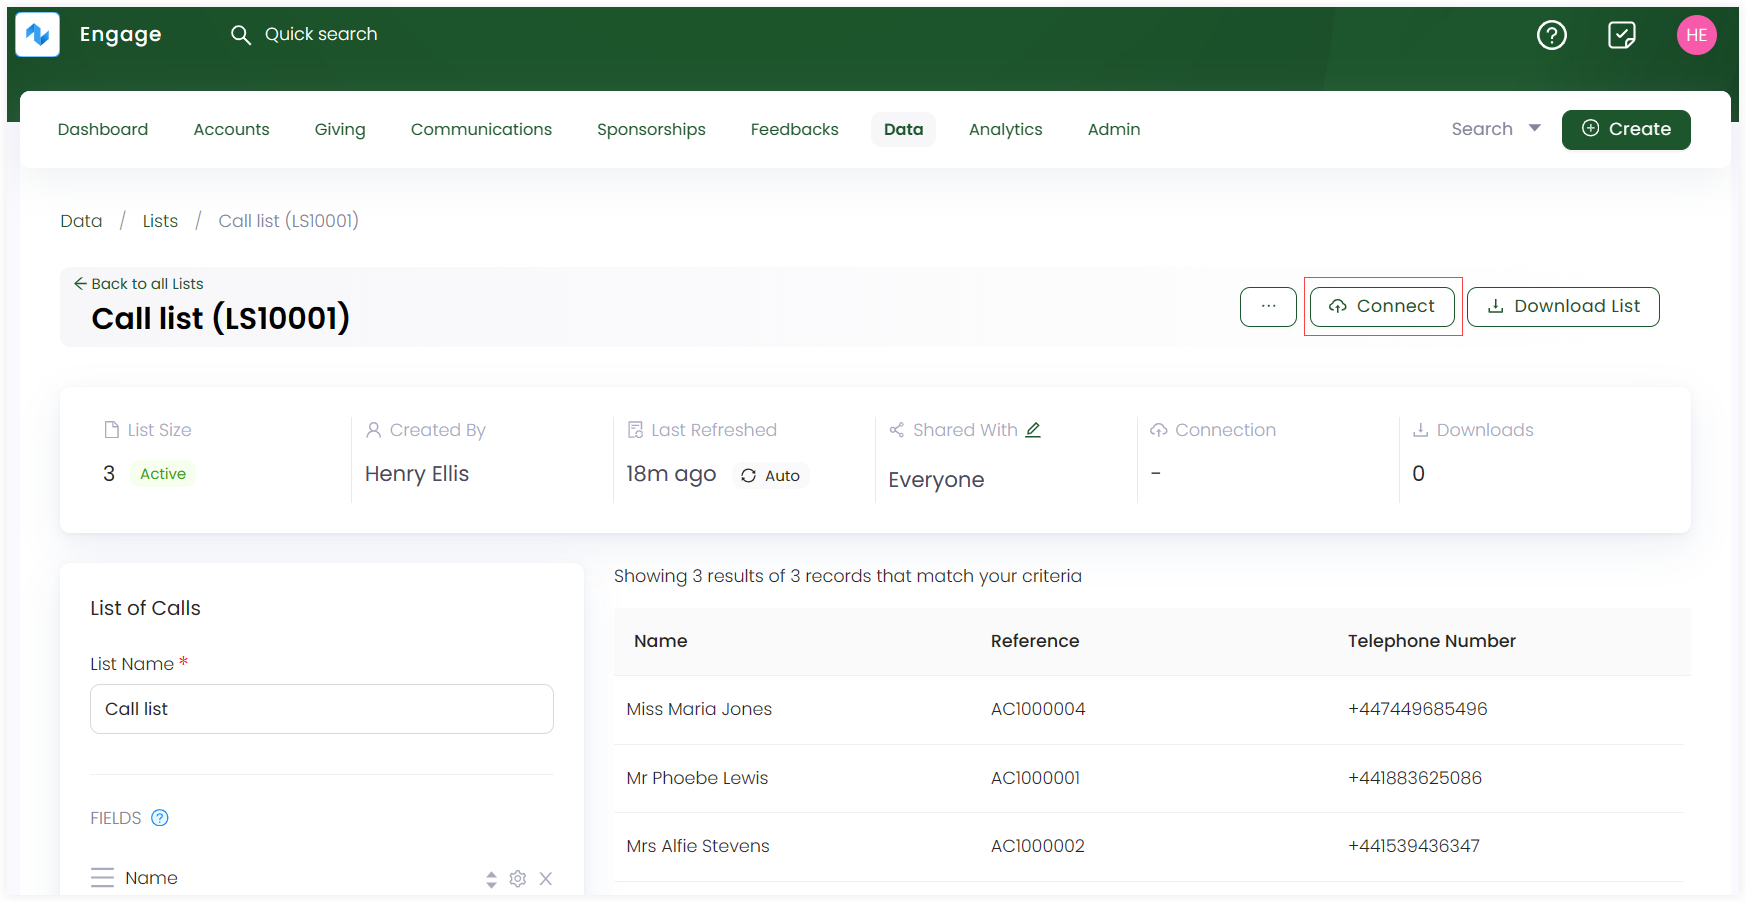 Engage
Quick search
HE
Dashboard Accounts Giving Communications Sponsorships Feedbacks Data Analytics Admin Search Create
Data / Lists / Call list (LS10001)
Back to all Lists
Call list (LS10001)
... Connect Download List
List Size
3 Active
Created By
Henry Ellis
Last Refreshed
18m ago Auto
Shared With
Everyone
Connection
-
Downloads
0
List of Calls
List Name *
Call list
FIELDS ?
Name
Showing 3 results of 3 records that match your criteria
Name Reference Telephone Number
Miss Maria Jones AC1000004 +447449685496
Mr Phoebe Lewis AC1000001 +441883625086
Mrs Alfie Stevens AC1000002 +441539436347